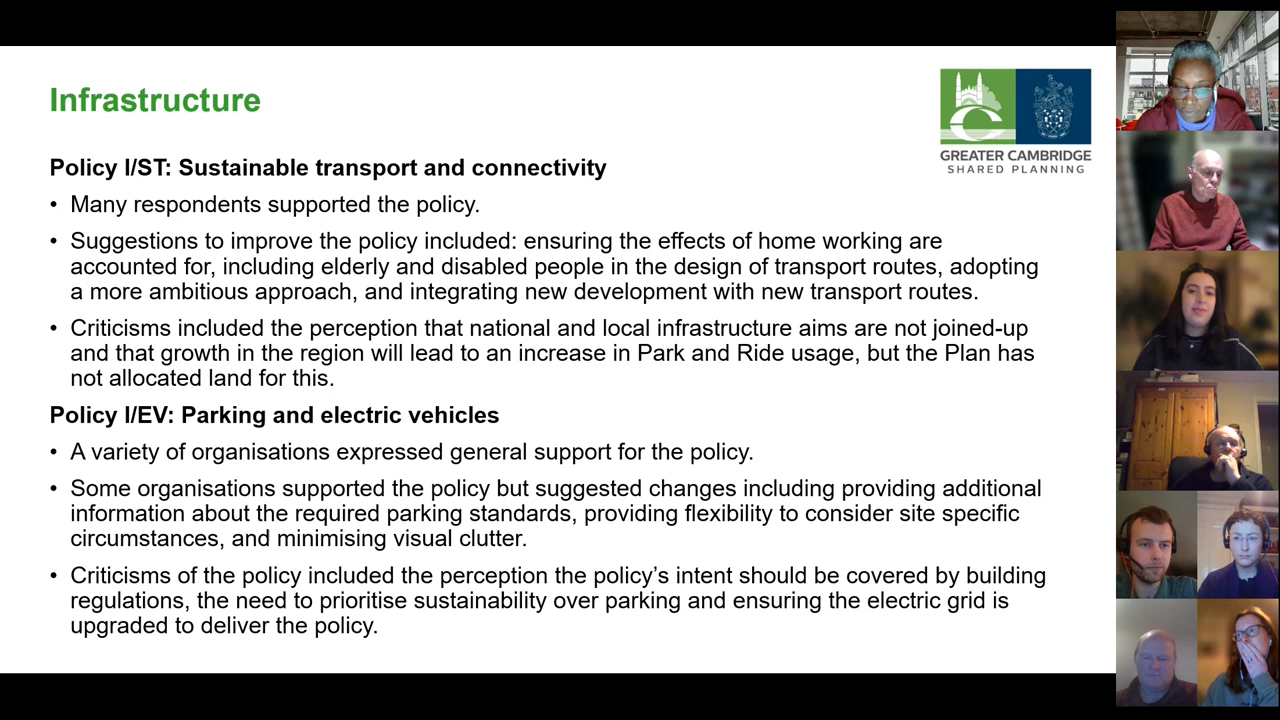 Infrastructure
GREATER CAMBRIDGE
SHARED PLANNING
Policy I/ST: Sustainable transport and connectivity
• Many respondents supported the policy.
• Suggestions to improve the policy included: ensuring the effects of home working are
accounted for, including elderly and disabled people in the design of transport routes, adopting
a more ambitious approach, and integrating new development with new transport routes.
• Criticisms included the perception that national and local infrastructure aims are not joined-up
and that growth in the region will lead to an increase in Park and Ride usage, but the Plan has
not allocated land for this.
Policy I/EV: Parking and electric vehicles
• A variety of organisations expressed general support for the policy.
• Some organisations supported the policy but suggested changes including providing additional
information about the required parking standards, providing flexibility to consider site specific
circumstances, and minimising visual clutter.
• Criticisms of the policy included the perception the policy’s intent should be covered by building
regulations, the need to prioritise sustainability over parking and ensuring the electric grid is
upgraded to deliver the policy.